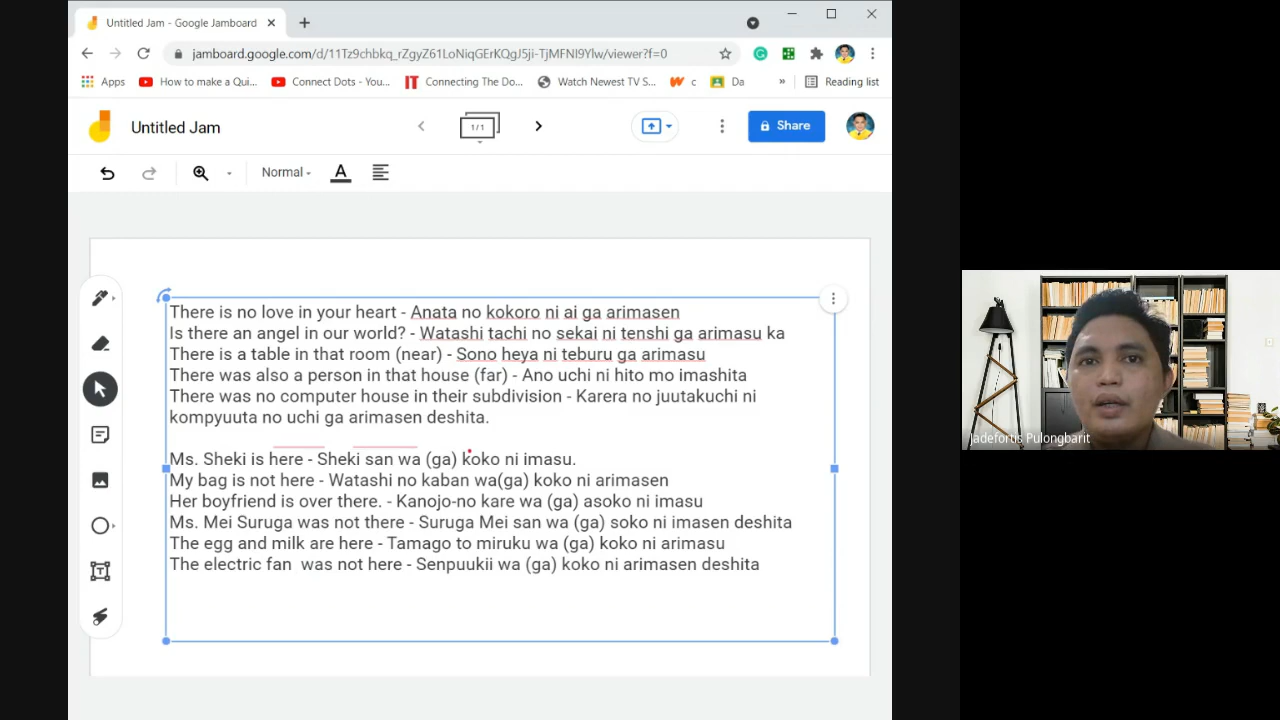 Untitled Jam - Google Jamboard
jamboard.google.com/d/11Tz9chbkq_rZgyZ61LoNiqGErKQgJ5ji-TjMFNI9Ylw/viewer?f=0
Apps How to make a Qui... Connect Dots - You... Connecting The Do... Watch Newest TV S... c Da » Reading list
Untitled Jam 1/1 Share
Normal A
There is no love in your heart - Anata no kokoro ni ai ga arimasen
Is there an angel in our world? - Watashi tachi no sekai ni tenshi ga arimasu ka
There is a table in that room (near) - Sono heya ni teburu ga arimasu
There was also a person in that house (far) - Ano uchi ni hito mo imashita
There was no computer house in their subdivision - Karera no juutakuchi ni
kompyuuta no uchi ga arimasen deshita.
Ms. Sheki is here - Sheki san wa (ga) koko ni imasu.
My bag is not here - Watashi no kaban wa(ga) koko ni arimasen
Her boyfriend is over there. - Kanojo-no kare wa (ga) asoko ni imasu
Ms. Mei Suruga was not there - Suruga Mei san wa (ga) soko ni imasen deshita
The egg and milk are here - Tamago to miruku wa (ga) koko ni arimasu
The electric fan  was not here - Senpuukii wa (ga) koko ni arimasen deshita
Jadefortis Pulongbarit